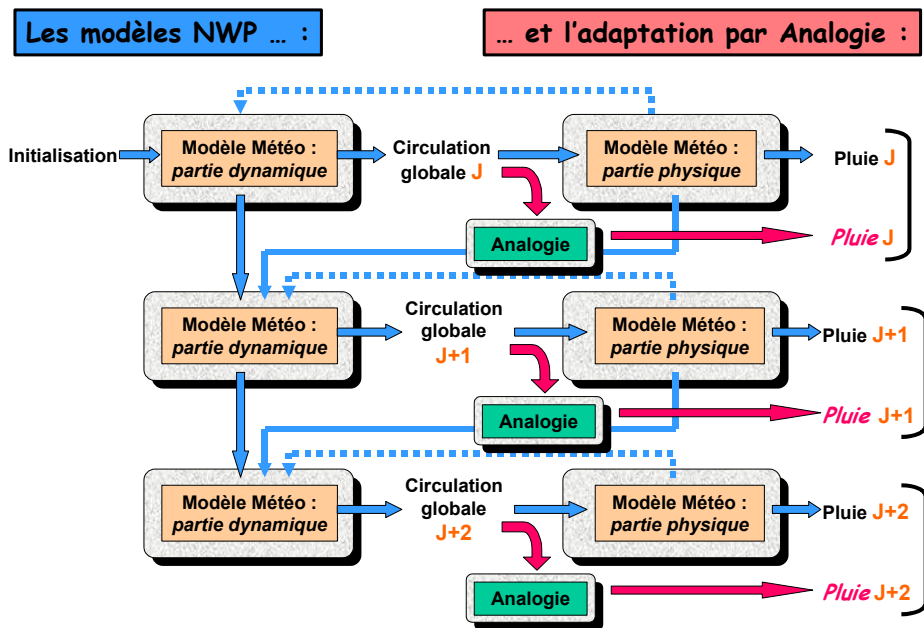 Les modèles NWP … :
… et l'adaptation par Analogie :
Initialisation
Modèle Météo :
partie dynamique
Circulation
globale J
Modèle Météo :
partie physique
Pluie J
Analogie
Pluie J
Modèle Météo :
partie dynamique
Circulation
globale
J+1
Modèle Météo :
partie physique
Pluie J+1
Analogie
Pluie J+1
Modèle Météo :
partie dynamique
Circulation
globale
J+2
Modèle Météo :
partie physique
Pluie J+2
Analogie
Pluie J+2